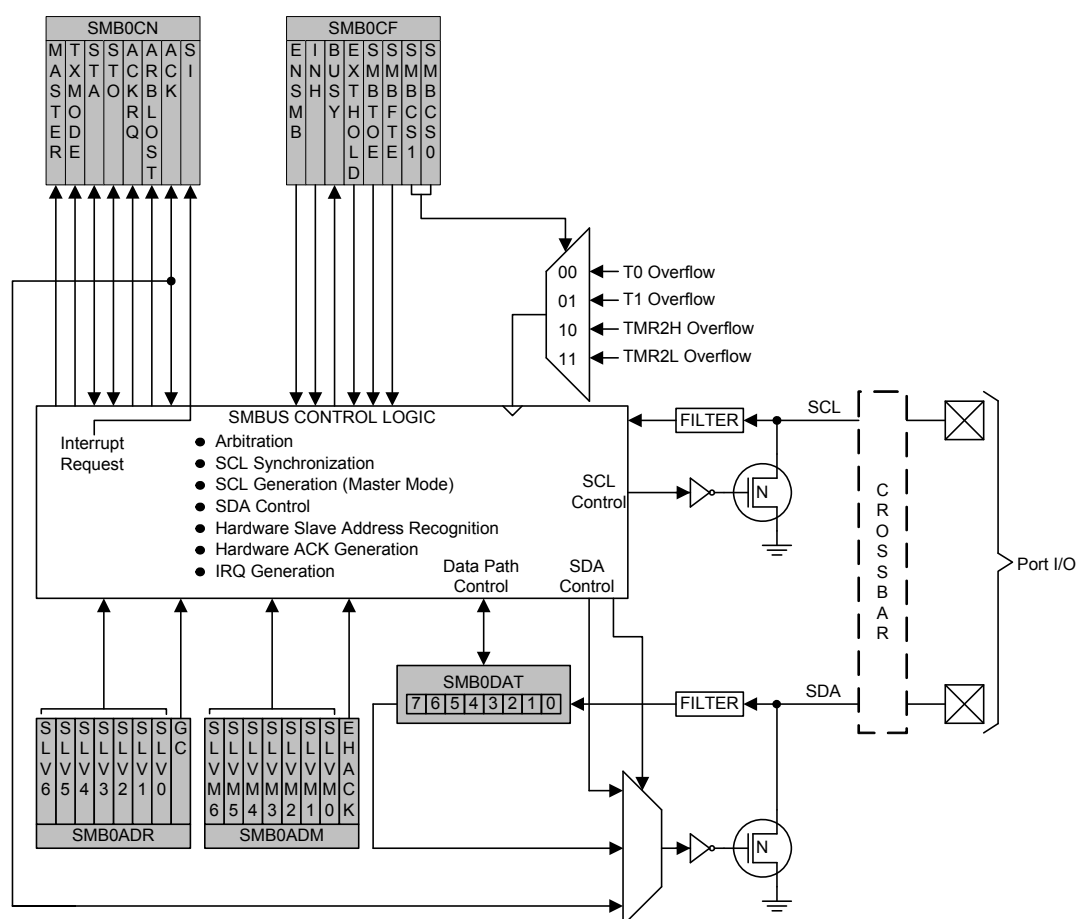 SMB0CN
MASTER
TXMODE
STA
STO
ACKRQ
ARBLOST
ACK
SI
SMB0CF
ENSMB
INH
BUSY
EXTHOLD
SMBTOE
SMBFTE
SMBCS1
SMBCS0
00
T0 Overflow
01
T1 Overflow
10
TMR2H Overflow
11
TMR2L Overflow
SMBUS CONTROL LOGIC
Interrupt
Request
● Arbitration
● SCL Synchronization
● SCL Generation (Master Mode)
● SDA Control
● Hardware Slave Address Recognition
● Hardware ACK Generation
● IRQ Generation
SCL
Control
Data Path
Control
SDA
Control
FILTER
SCL
N
CROSSBAR
Port I/O
SMB0DAT
7 6 5 4 3 2 1 0
FILTER
SDA
N
SLV6
SLV5
SLV4
SLV3
SLV2
SLV1
SLV0
GC
SMB0ADR
SLVM6
SLVM5
SLVM4
SLVM3
SLVM2
SLVM1
SLVM0
EHACK
SMB0ADM